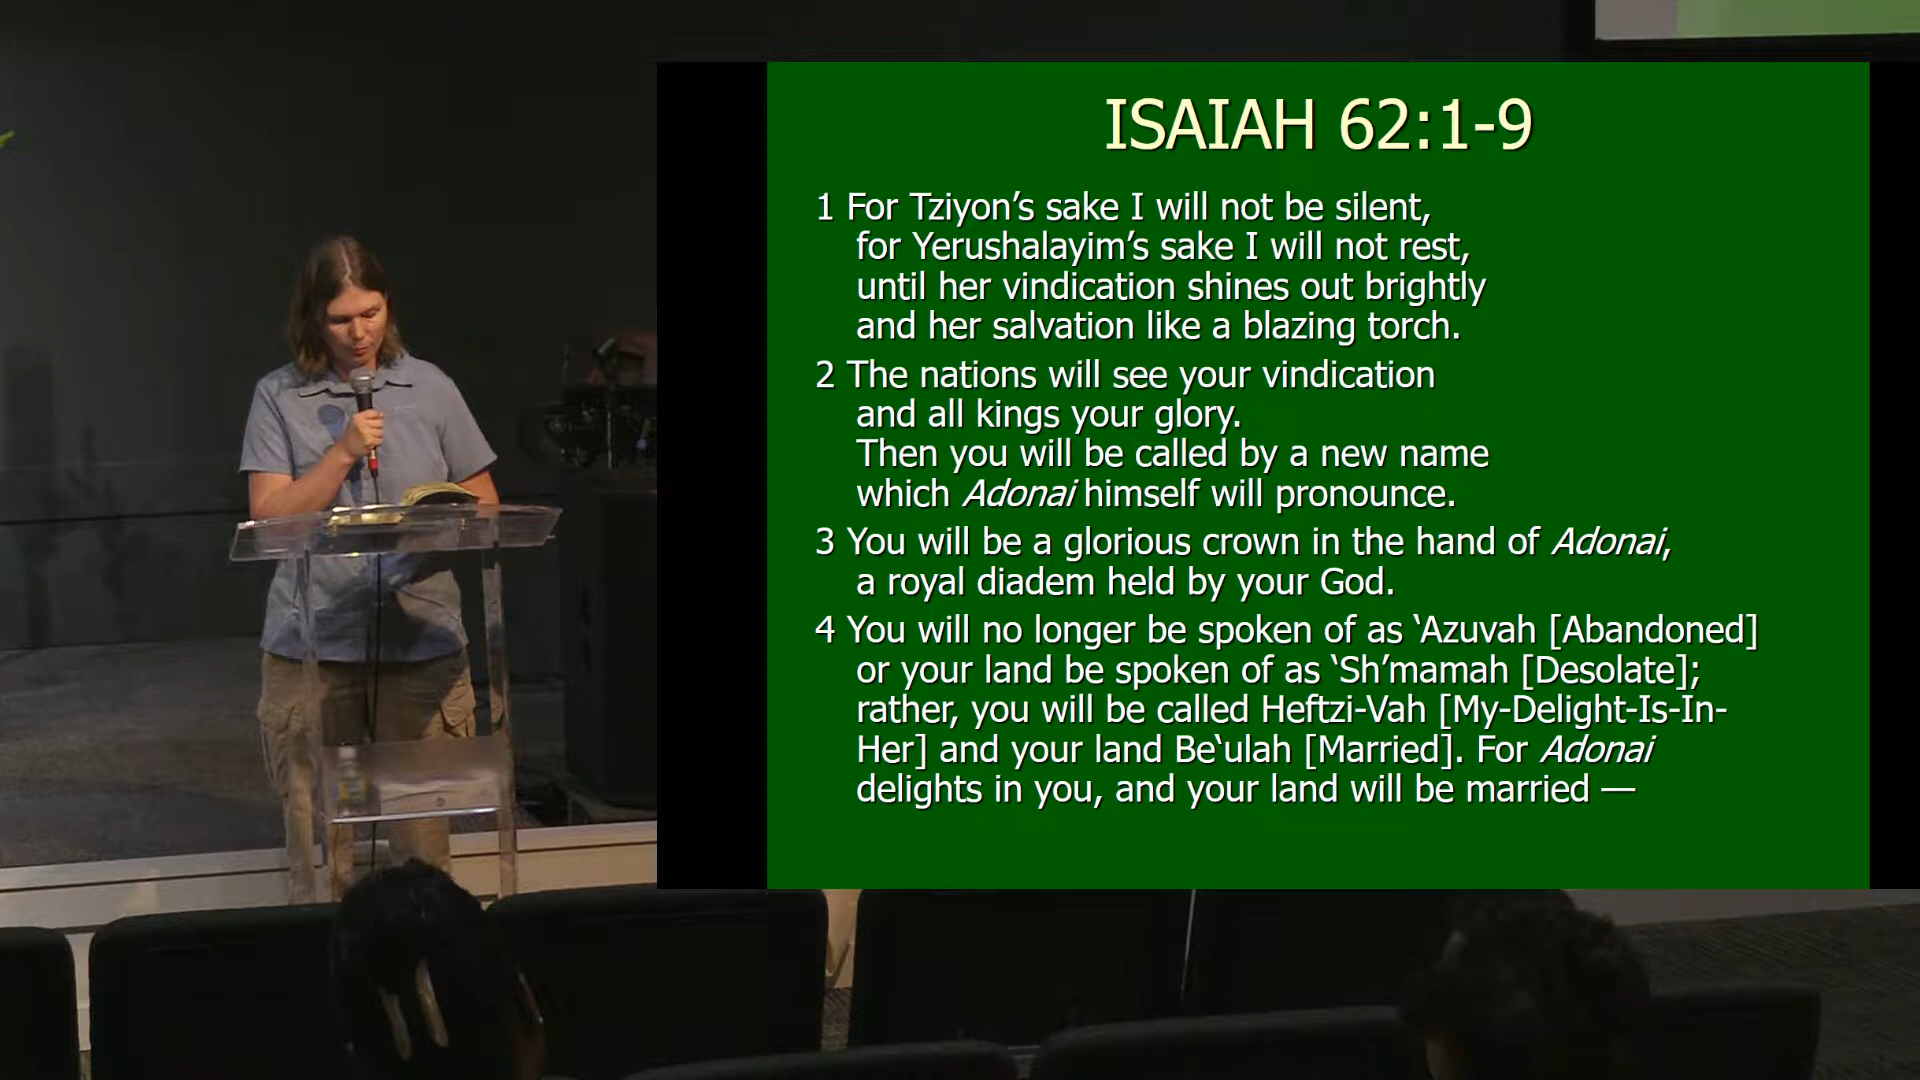 ISAIAH 62:1-9
1 For Tziyon’s sake I will not be silent,
for Yerushalayim’s sake I will not rest,
until her vindication shines out brightly
and her salvation like a blazing torch.
2 The nations will see your vindication
and all kings your glory.
Then you will be called by a new name
which Adonai himself will pronounce.
3 You will be a glorious crown in the hand of Adonai,
a royal diadem held by your God.
4 You will no longer be spoken of as ‘Azuvah [Abandoned]
or your land be spoken of as ‘Sh’mamah [Desolate];
rather, you will be called Heftzi-Vah [My-Delight-Is-In-
Her] and your land Be‘ulah [Married]. For Adonai
delights in you, and your land will be married —